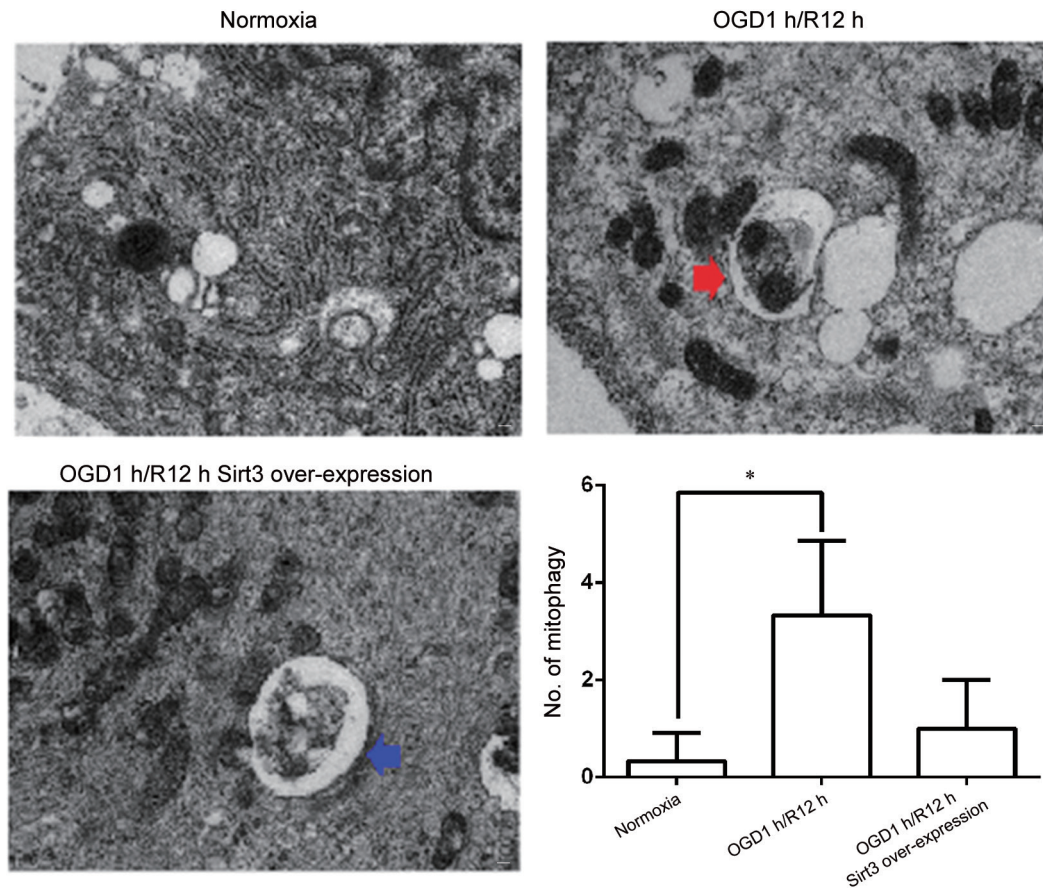 Normoxia
OGD1 h/R12 h
OGD1 h/R12 h Sirt3 over-expression
No. of mitophagy
6
4
2
0
*
Normoxia
OGD1 h/R12 h
OGD1 h/R12 h
Sirt3 over-expression